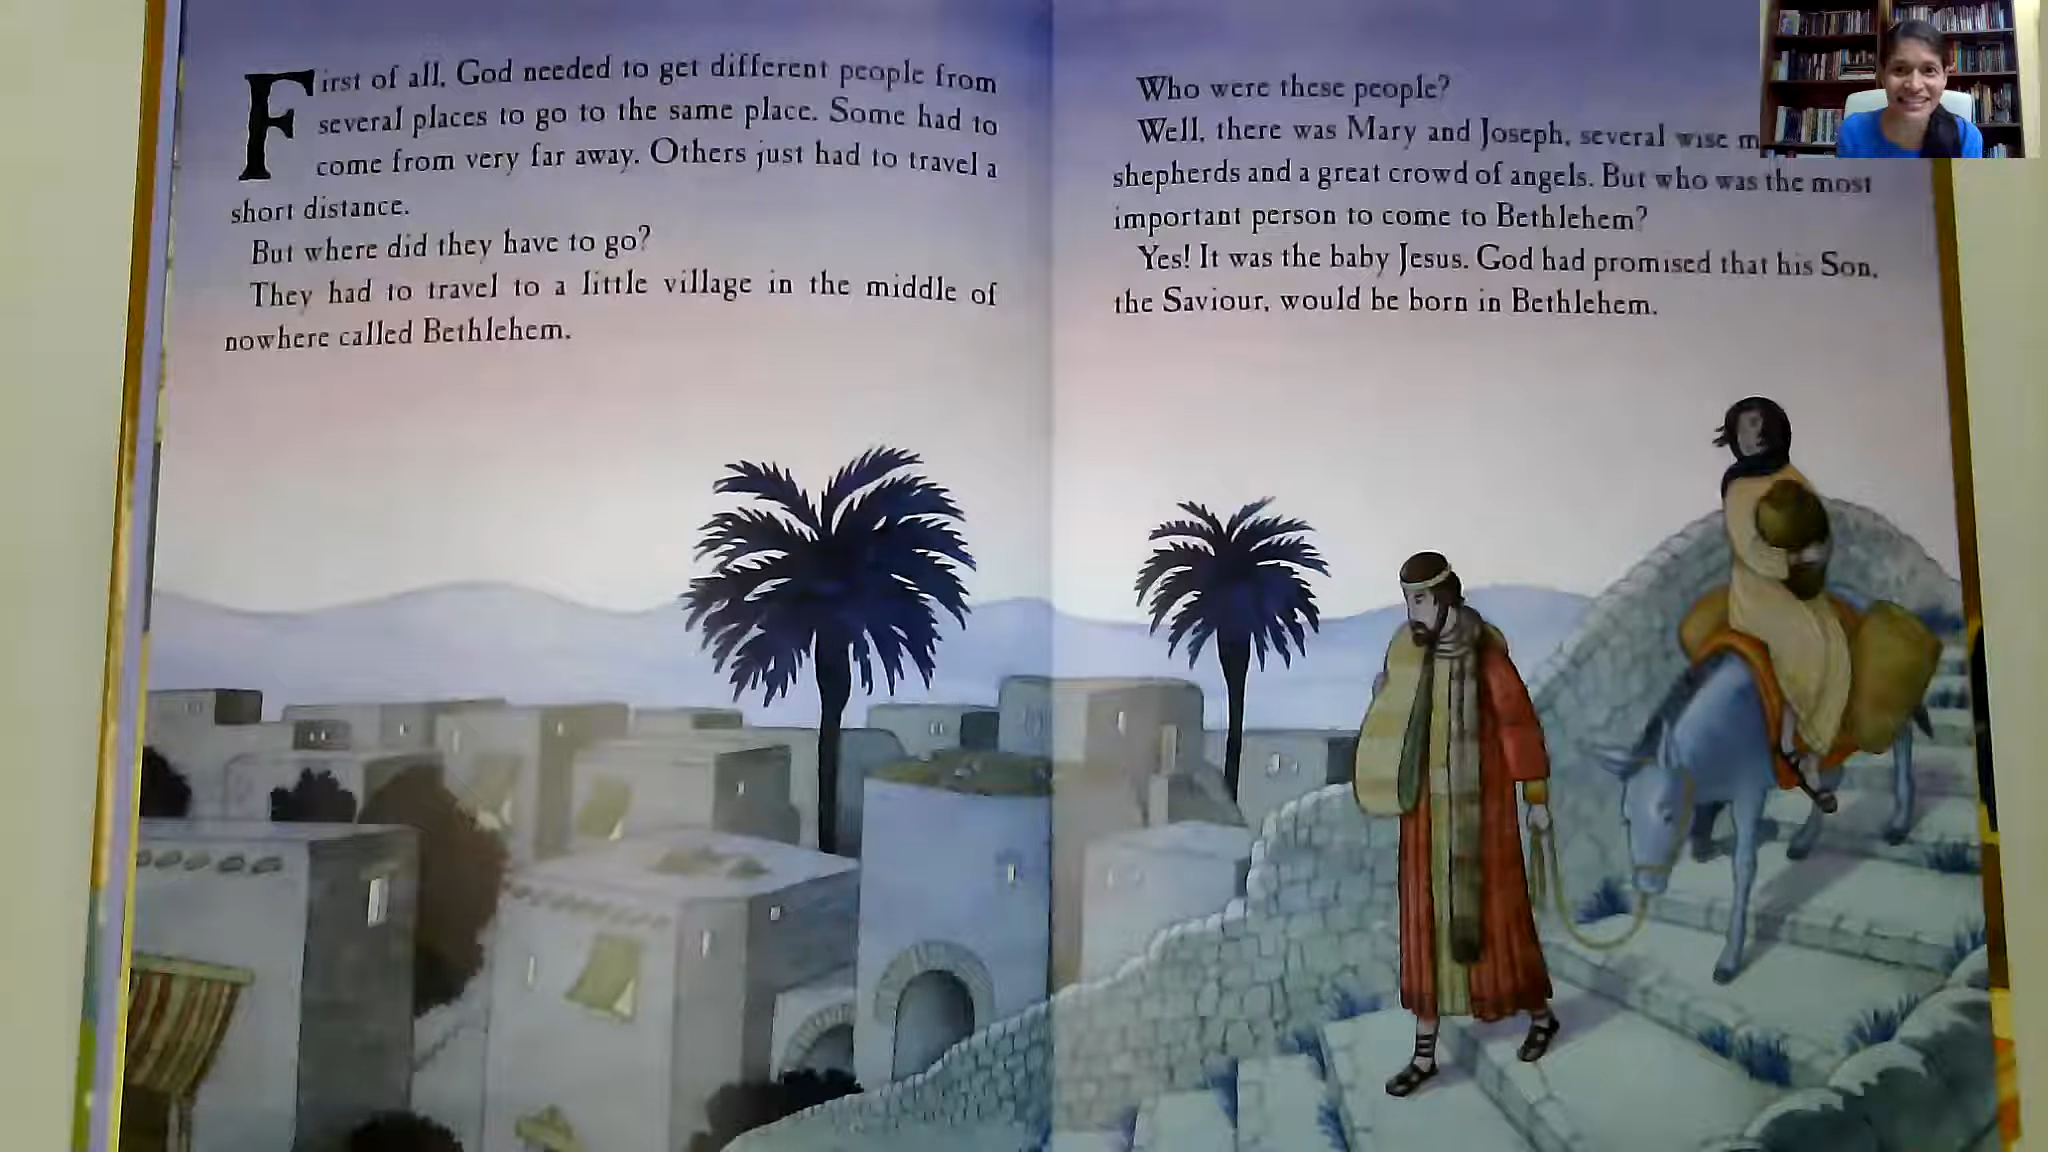 First of all, God needed to get different people from
several places to go to the same place. Some had to
come from very far away. Others just had to travel a
short distance.
But where did they have to go?
They had to travel to a little village in the middle of
nowhere called Bethlehem.
Who were these people?
Well, there was Mary and Joseph, several wise
shepherds and a great crowd of angels. But who was the most
important person to come to Bethlehem?
Yes! It was the baby Jesus. God had promised that his Son,
the Saviour, would be born in Bethlehem.